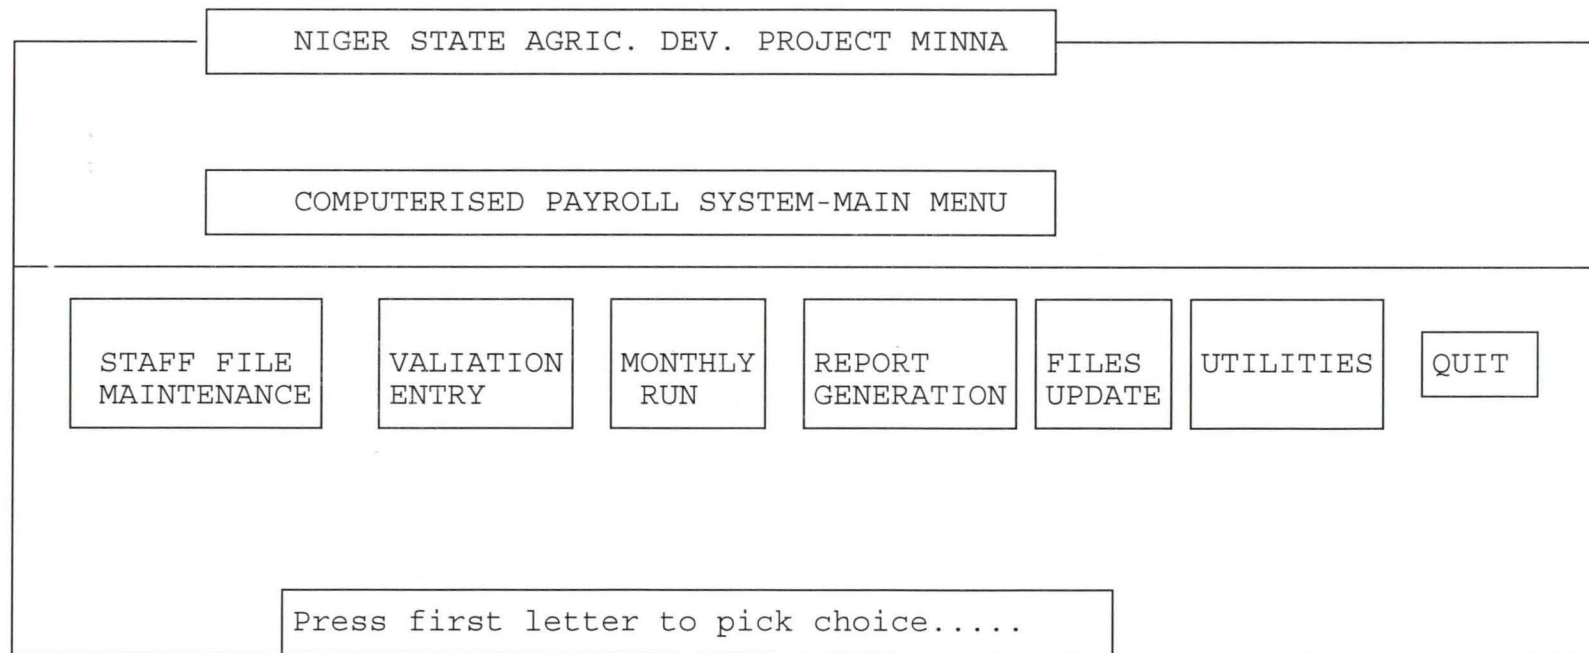 NIGER STATE AGRIC. DEV. PROJECT MINNA
COMPUTERISED PAYROLL SYSTEM-MAIN MENU
STAFF FILE
MAINTENANCE
VALIATION
ENTRY
MONTHLY
RUN
REPORT
GENERATION
FILES
UPDATE
UTILITIES
QUIT
Press first letter to pick choice.....